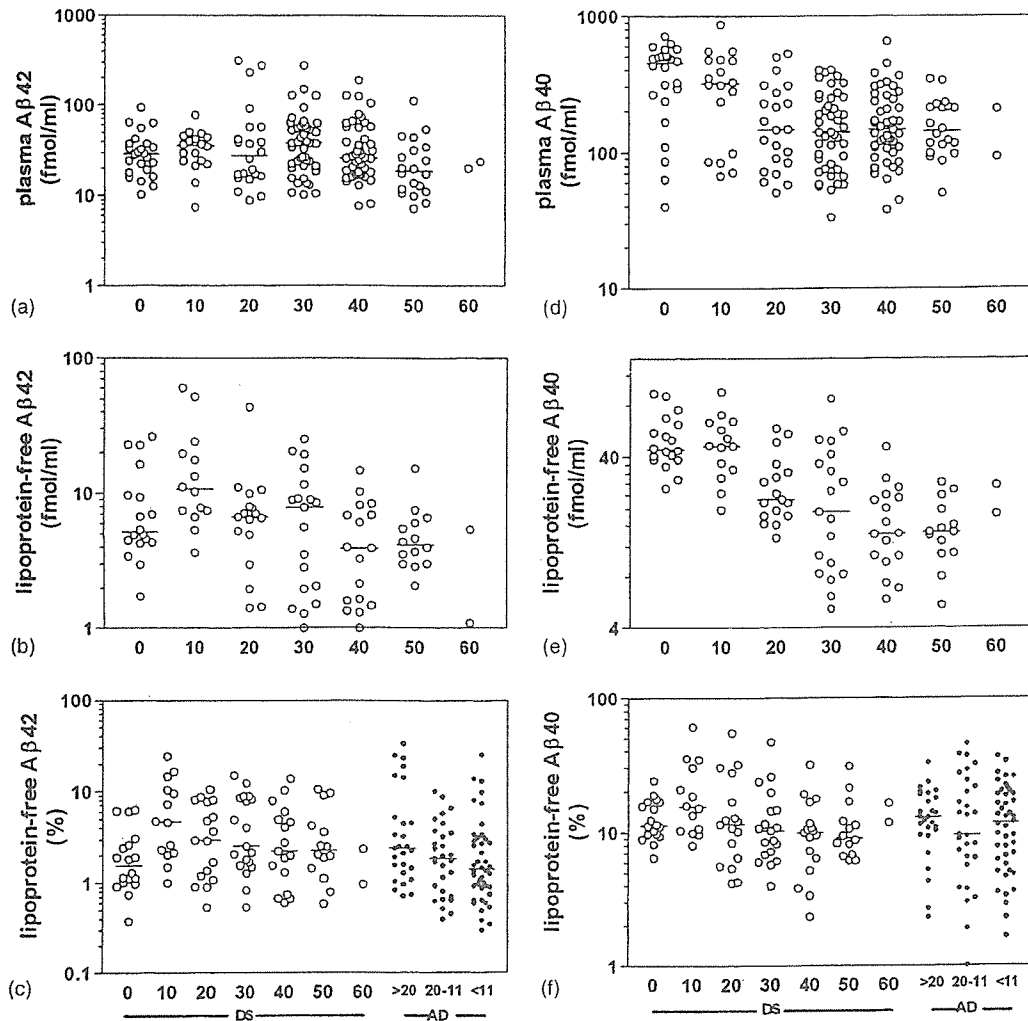 plasma Aβ42
(fmol/ml)
1000
100
10
1
(a)
0 10 20 30 40 50 60
plasma Aβ40
(fmol/ml)
1000
100
10
(d)
0 10 20 30 40 50 60
lipoprotein-free Aβ42
(fmol/ml)
100
10
1
(b)
0 10 20 30 40 50 60
lipoprotein-free Aβ40
(fmol/ml)
40
4
(e)
0 10 20 30 40 50 60
lipoprotein-free Aβ42
(%)
100
10
1
0.1
(c)
0 10 20 30 40 50 60 >20 20-11 <11
DS AD
lipoprotein-free Aβ40
(%)
100
10
1
(f)
0 10 20 30 40 50 60 >20 20-11 <11
DS AD